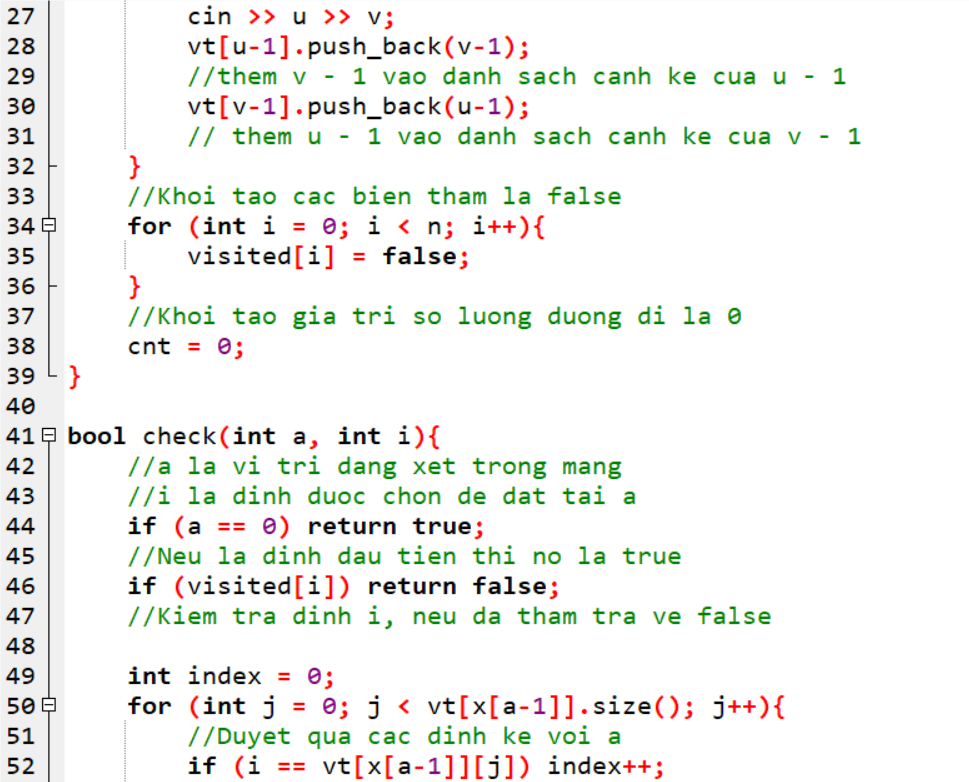 27 cin >> u >> v;
28 vt[u-1].push_back(v-1);
29 //them v - 1 vao danh sach canh ke cua u - 1
30 vt[v-1].push_back(u-1);
31 // them u - 1 vao danh sach canh ke cua v - 1
32 }
33 //Khoi tao cac bien tham la false
34 for (int i = 0; i < n; i++){
35 visited[i] = false;
36 }
37 //Khoi tao gia tri so luong duong di la 0
38 cnt = 0;
39 }
40
41 bool check(int a, int i){
42 //a la vi tri dang xet trong mang
43 //i la dinh duoc chon de dat tai a
44 if (a == 0) return true;
45 //Neu la dinh dau tien thi no la true
46 if (visited[i]) return false;
47 //Kiem tra dinh i, neu da tham tra ve false
48
49 int index = 0;
50 for (int j = 0; j < vt[x[a-1]].size(); j++){
51 //Duyet qua cac dinh ke voi a
52 if (i == vt[x[a-1]][j]) index++;